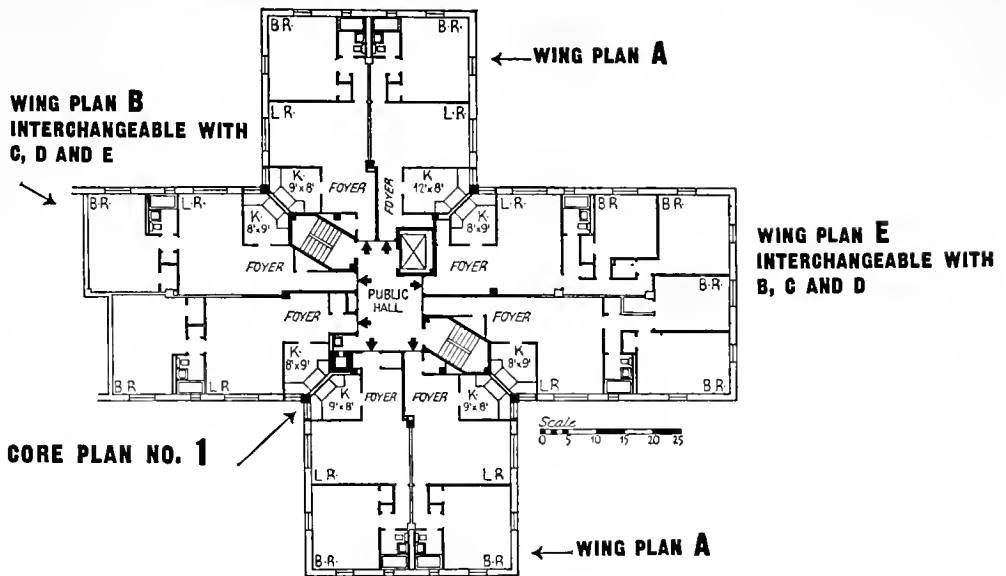 B.R.
B.R.
← WING PLAN A
WING PLAN B
INTERCHANGEABLE WITH
C, D AND E
L.R.
L.R.
K.
9'x8'
FOYER
FOYER
K.
12'x8'
B.R.
L.R.
K.
8'x9'
FOYER
K.
8'x9'
L.R.
FOYER
B.R
B.R.
WING PLAN E
INTERCHANGEABLE WITH
B, C AND D
PUBLIC
HALL
B.R.
FOYER
FOYER
B.R.
L.R.
K.
8'x9'
K.
8'x9'
L.R.
B.R.
K.
9'x8'
FOYER
FOYER
K.
9'x8'
Scale
0 5 10 15 20 25
CORE PLAN NO. 1
L.R.
L.R.
B.R.
B.R.
← WING PLAN A